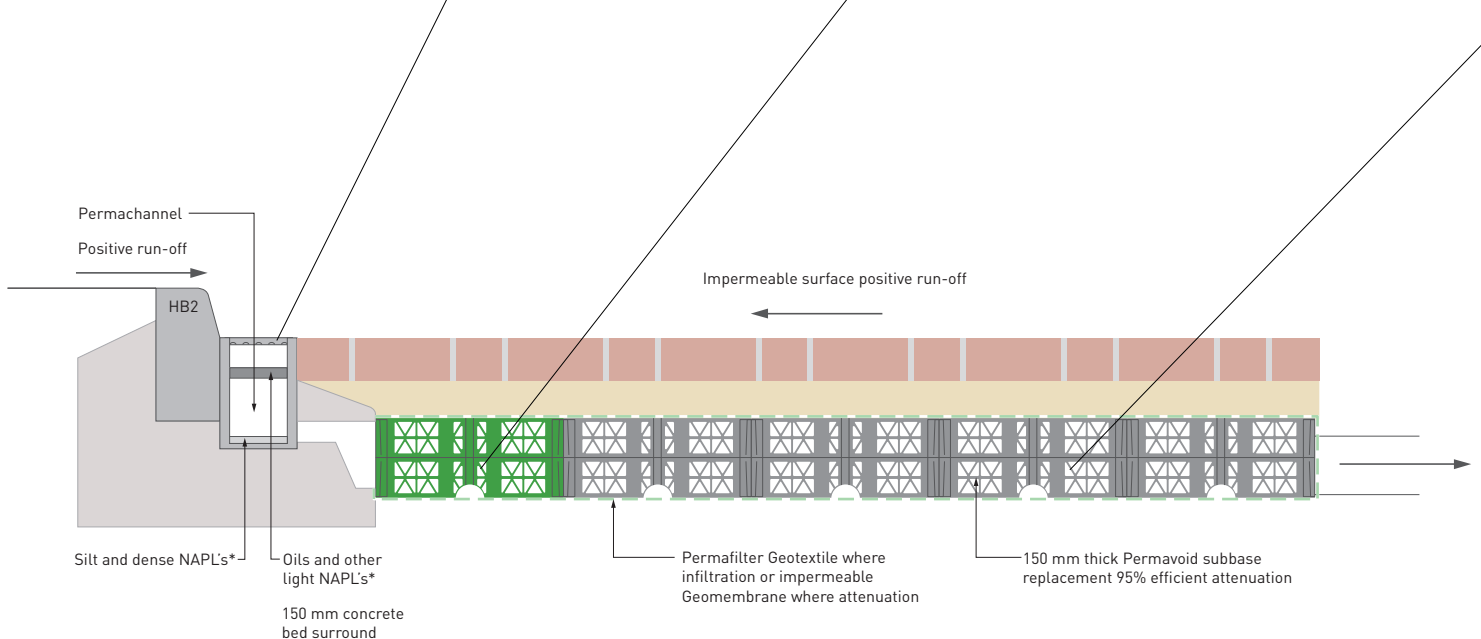 Permachannel
Positive run-off
HB2
Impermeable surface positive run-off
Silt and dense NAPL's*
Oils and other
light NAPL's*
150 mm concrete
bed surround
Permafilter Geotextile where
infiltration or impermeable
Geomembrane where attenuation
150 mm thick Permavoid subbase
replacement 95% efficient attenuation